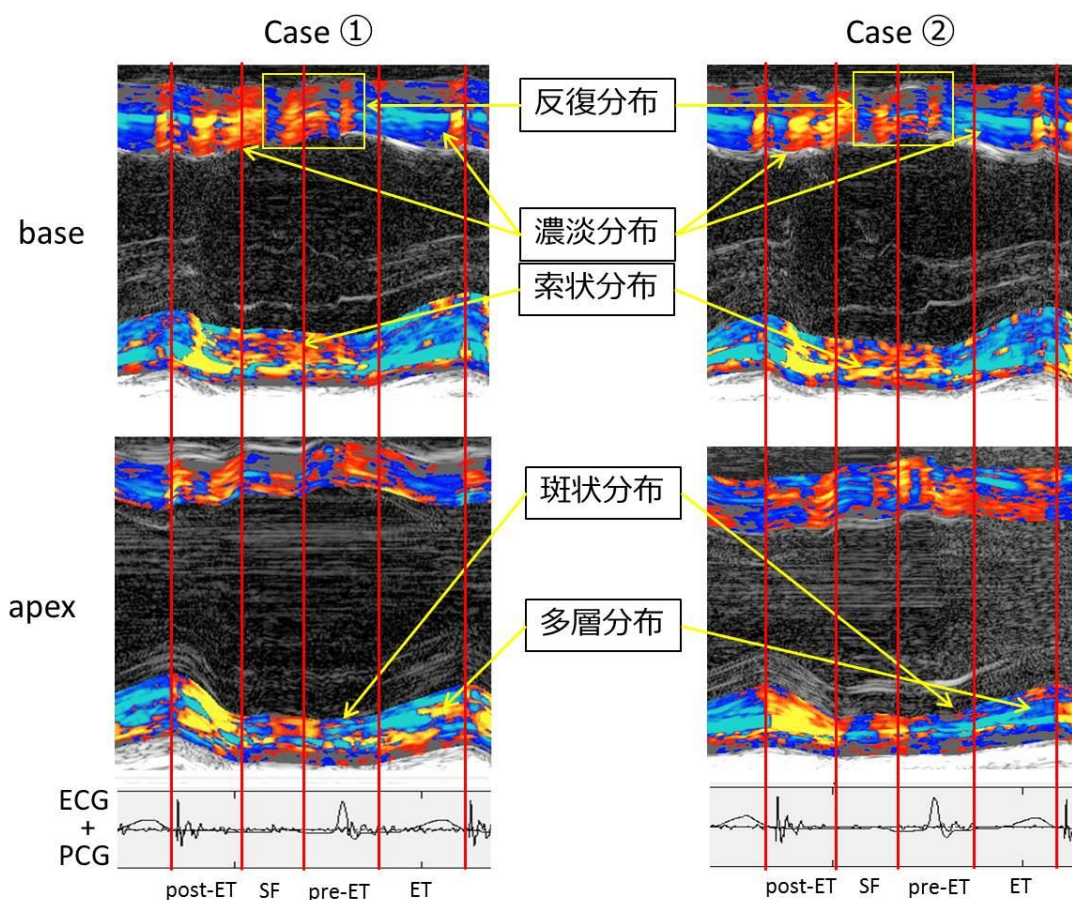 Case ①
Case ②
反復分布
base
濃淡分布
索状分布
斑状分布
apex
多層分布
ECG
+
PCG
post-ET SF pre-ET ET
post-ET SF pre-ET ET